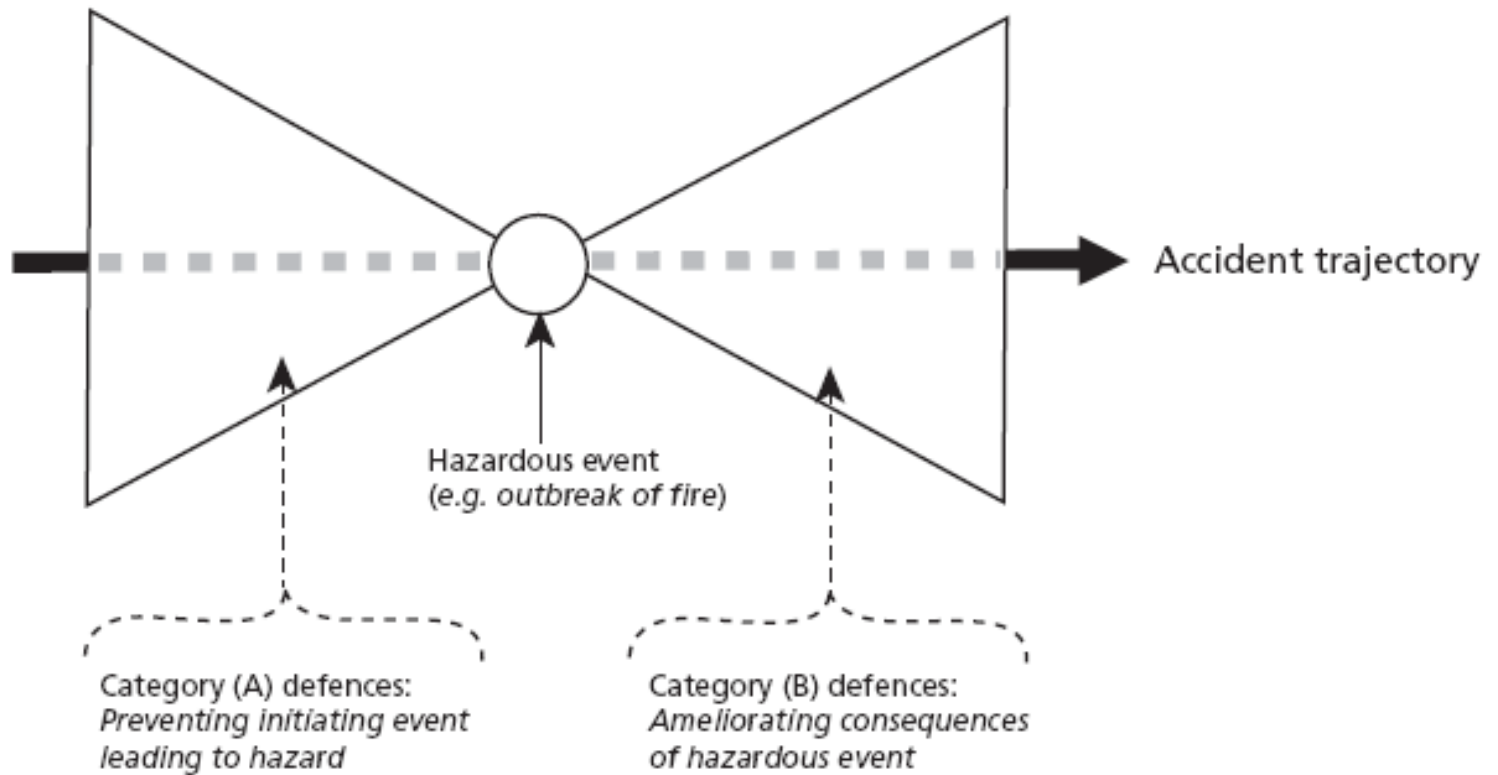 Accident trajectory
Hazardous event
(e.g. outbreak of fire)
Category (A) defences:
Preventing initiating event
leading to hazard
Category (B) defences:
Ameliorating consequences
of hazardous event